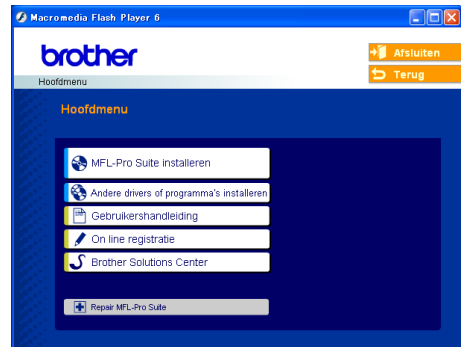 Macromedia Flash Player 6
brother
Afsluiten
Terug
Hoofdmenu
Hoofdmenu
MFL-Pro Suite installeren
Andere drivers of programma's installeren
Gebruikershandleiding
On line registratie
Brother Solutions Center
Repair MFL-Pro Suite